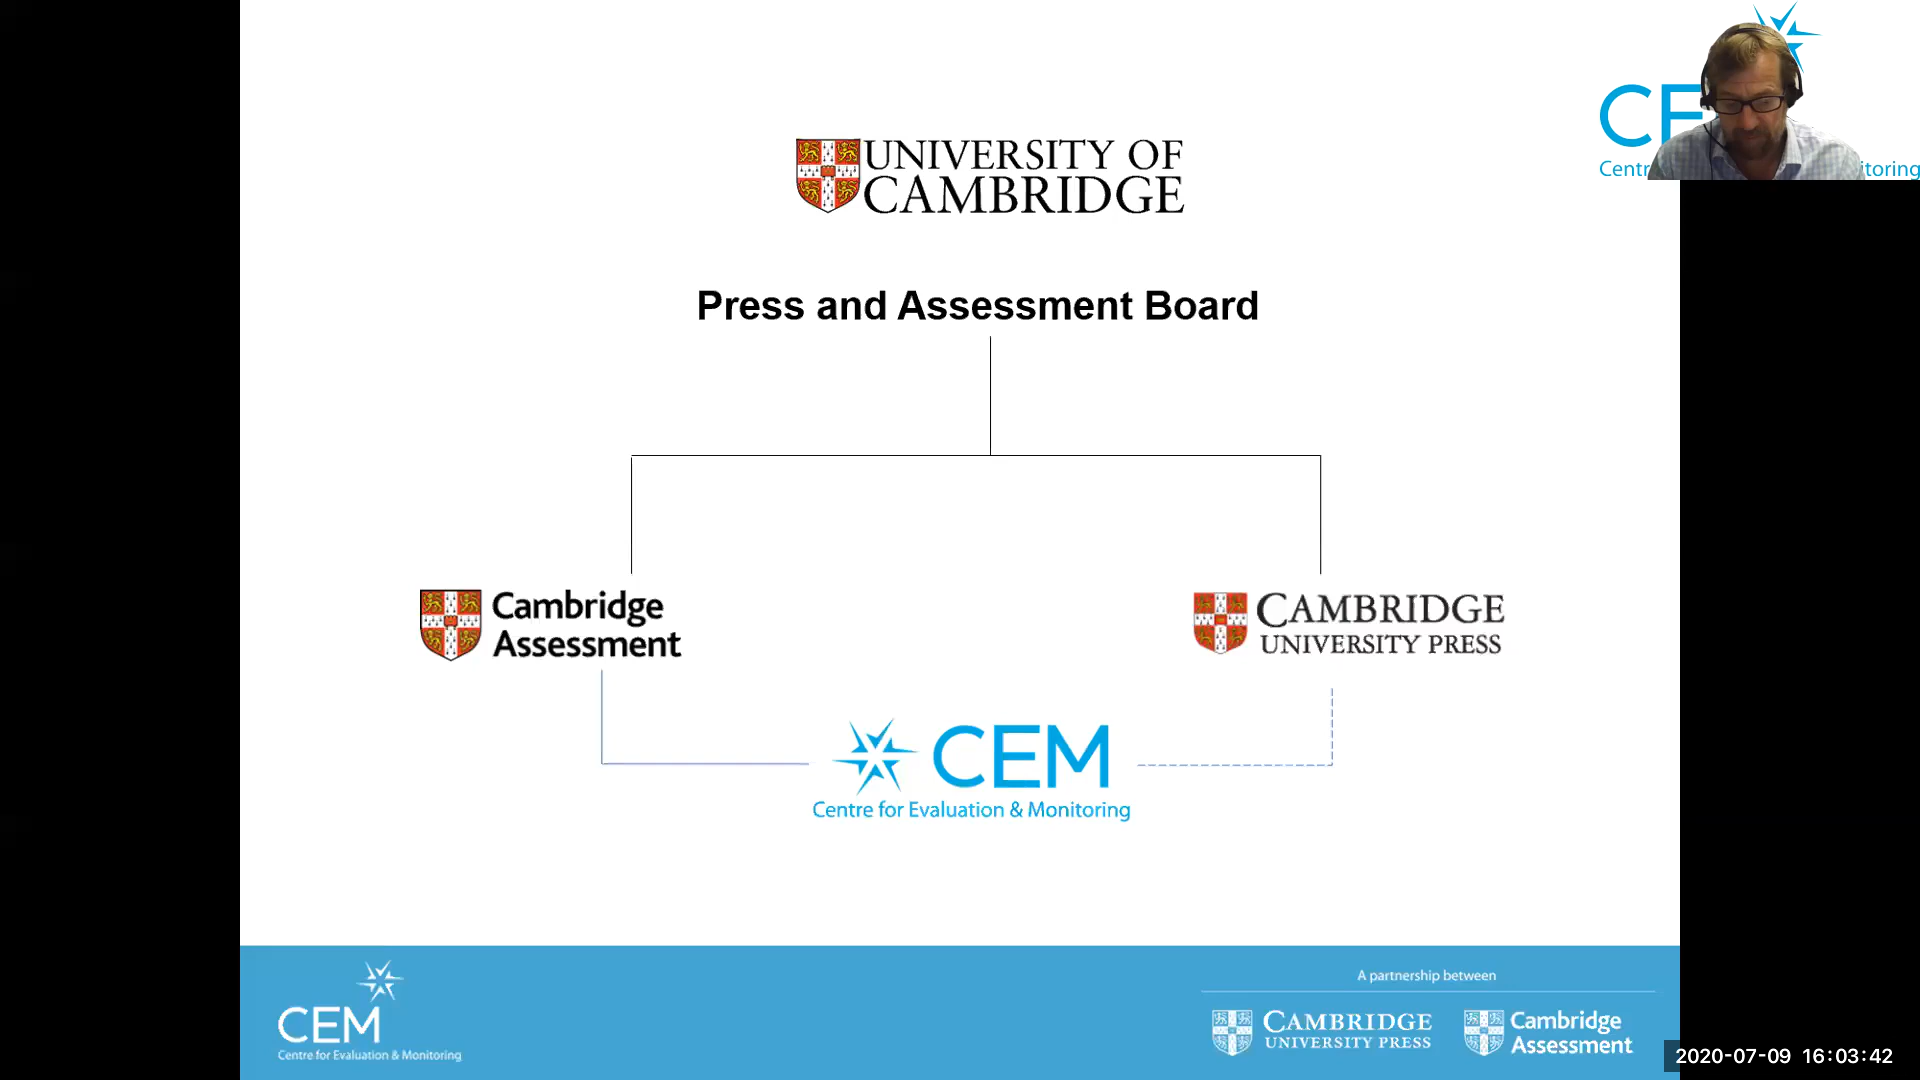 UNIVERSITY OF
CAMBRIDGE
Press and Assessment Board
Cambridge
Assessment
CAMBRIDGE
UNIVERSITY PRESS
CEM
Centre for Evaluation & Monitoring
CEM
Centre for Evaluation & Monitoring
A partnership between
CAMBRIDGE
UNIVERSITY PRESS
Cambridge
Assessment
2020-07-09 16:03:42